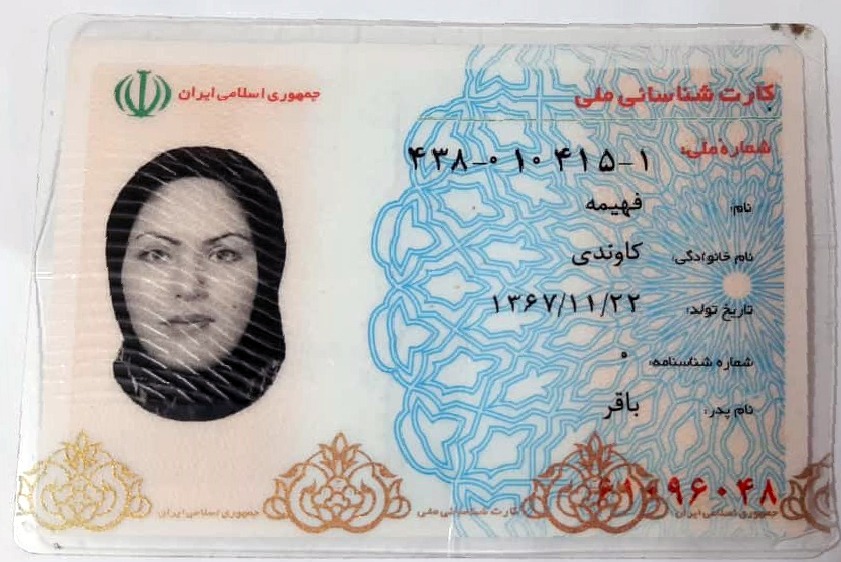 جمهوری اسلامی ایران
کارت شناسائی ملی
شماره ملی: ۴۳۸-۰۱۰۴۱۵-۱
نام: فهیمه
نام خانوادگی: کاوندی
تاریخ تولد: ۱۳۶۷/۱۱/۲۲
شماره شناسنامه: ۰
نام پدر: باقر
۹۶۰۴۸
جمهوری اسلامی ایران کارت شناسائی ملی جمهوری اسلامی ایران